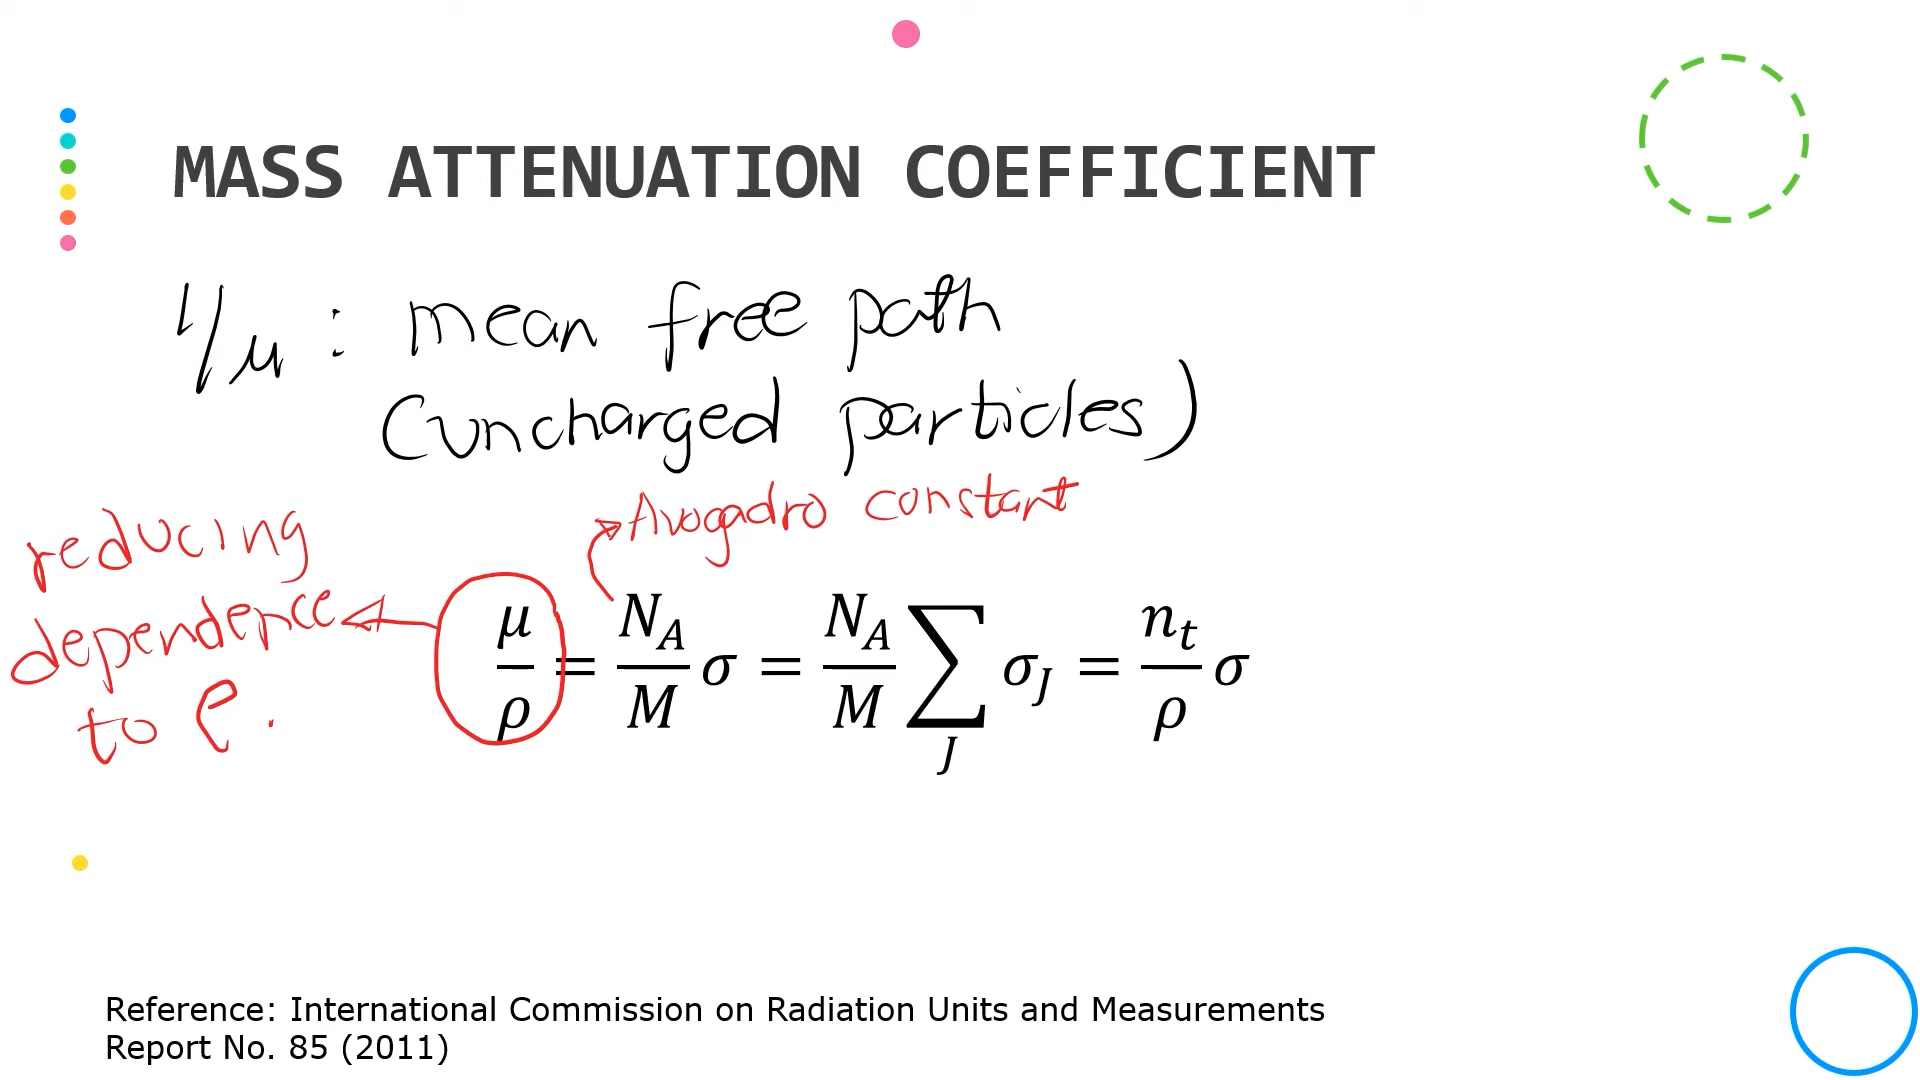 MASS ATTENUATION COEFFICIENT
1/μ : mean free path
(uncharged particles)
Avogadro constant
reducing
dependence
to ρ.
μ/ρ = N_A/M σ = N_A/M ∑_J σ_J = n_t/ρ σ
Reference: International Commission on Radiation Units and Measurements
Report No. 85 (2011)